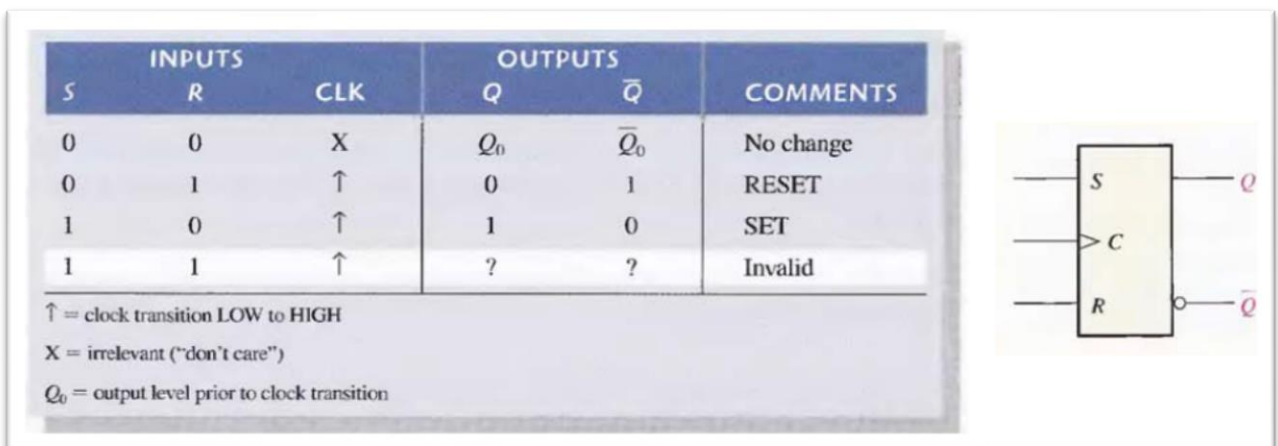 INPUTS OUTPUTS
S R CLK Q Q̅ COMMENTS
0 0 X Q₀ Q̅₀ No change
0 1 ↑ 0 1 RESET
1 0 ↑ 1 0 SET
1 1 ↑ ? ? Invalid
↑ = clock transition LOW to HIGH
X = irrelevant ("don't care")
Q₀ = output level prior to clock transition
S Q
C
R Q̅